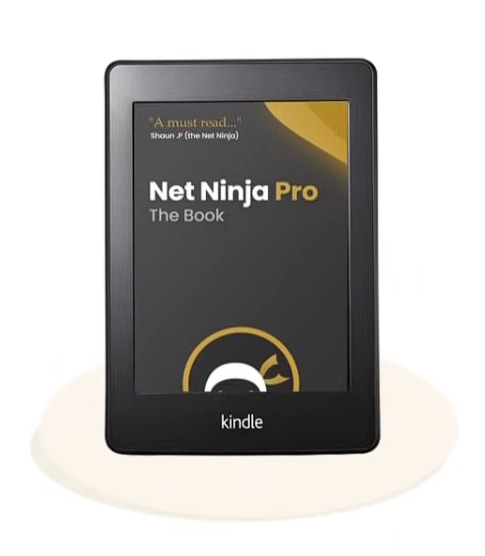 "A must read..."
Shaun .P (the Net Ninja)
Net Ninja Pro
The Book
kindle